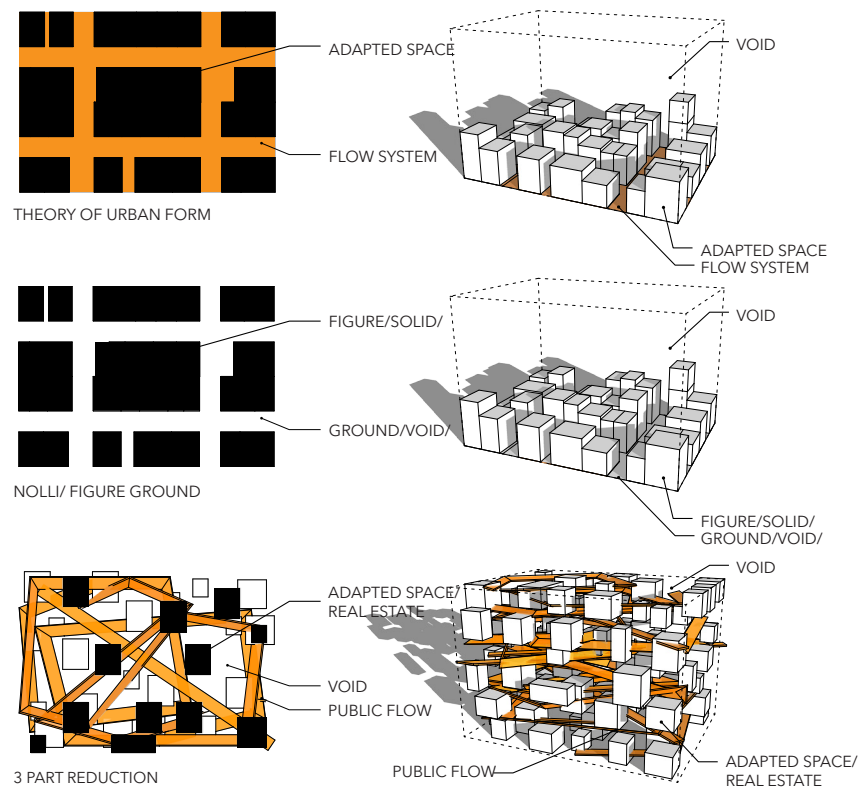 ADAPTED SPACE
VOID
FLOW SYSTEM
THEORY OF URBAN FORM
ADAPTED SPACE
FLOW SYSTEM
FIGURE/SOLID/
VOID
GROUND/VOID/
NOLLI/ FIGURE GROUND
FIGURE/SOLID/
GROUND/VOID/
ADAPTED SPACE/
REAL ESTATE
VOID
VOID
PUBLIC FLOW
3 PART REDUCTION
PUBLIC FLOW
ADAPTED SPACE/
REAL ESTATE